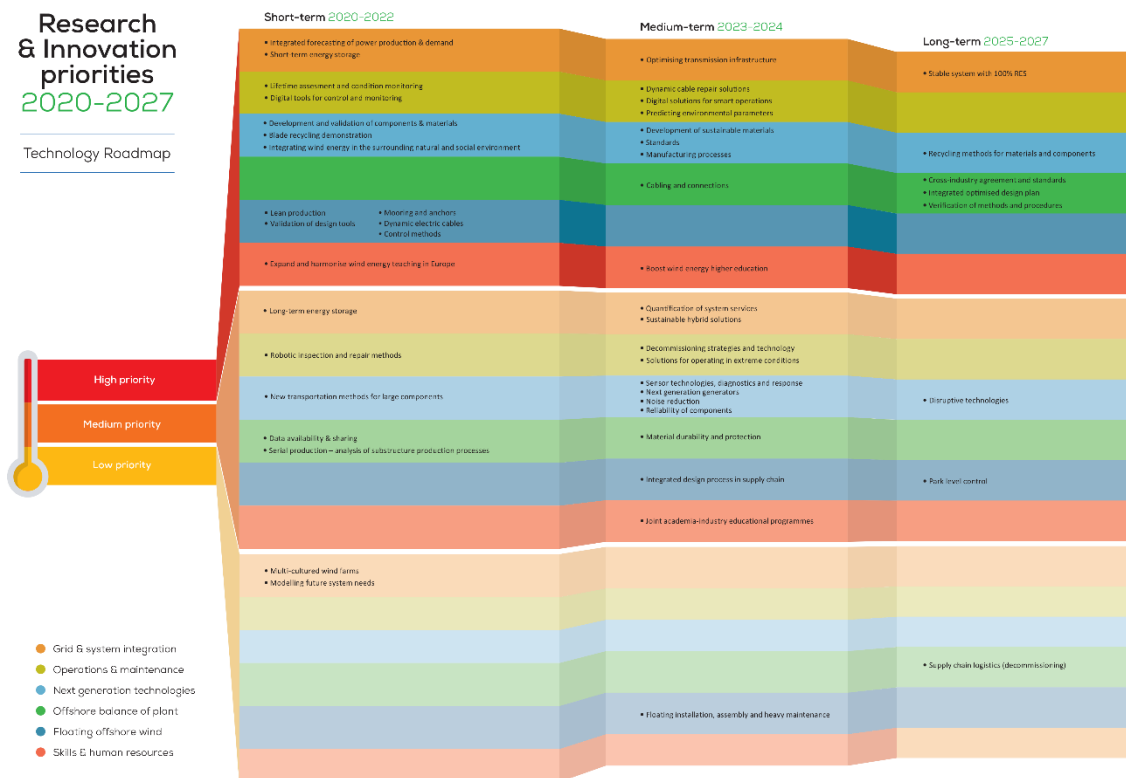 Research
& Innovation
priorities
2020-2027
Technology Roadmap
Short-term 2020-2022
Medium-term 2023-2024
Long-term 2025-2027
• Integrated forecasting of power production & demand
• Short-term energy storage
• Optimising transmission infrastructure
• Stable system with 100% RES
• Lifetime assesment and condition monitoring
• Digital tools for control and monitoring
• Dynamic cable repair solutions
• Digital solutions for smart operations
• Predicting environmental parameters
• Development and validation of components & materials
• Blade recycling demonstration
• Integrating wind energy in the surrounding natural and social environment
• Development of sustainable materials
• Standards
• Manufacturing processes
• Recycling methods for materials and components
• Cabling and connections
• Cross-industry agreement and standards
• Integrated optimised design plan
• Verification of methods and procedures
• Lean production
• Validation of design tools
• Mooring and anchors
• Dynamic electric cables
• Control methods
• Expand and harmonise wind energy teaching in Europe
• Boost wind energy higher education
High priority
Medium priority
Low priority
• Long-term energy storage
• Quantification of system services
• Sustainable hybrid solutions
• Robotic inspection and repair methods
• Decommissioning strategies and technology
• Solutions for operating in extreme conditions
• New transportation methods for large components
• Sensor technologies, diagnostics and response
• Next generation generators
• Noise reduction
• Reliability of components
• Disruptive technologies
• Data availability & sharing
• Serial production – analysis of substructure production processes
• Material durability and protection
• Integrated design process in supply chain
• Park level control
• Joint academia-industry educational programmes
• Multi-cultured wind farms
• Modelling future system needs
• Supply chain logistics (decommissioning)
• Floating installation, assembly and heavy maintenance
Grid & system integration
Operations & maintenance
Next generation technologies
Offshore balance of plant
Floating offshore wind
Skills & human resources